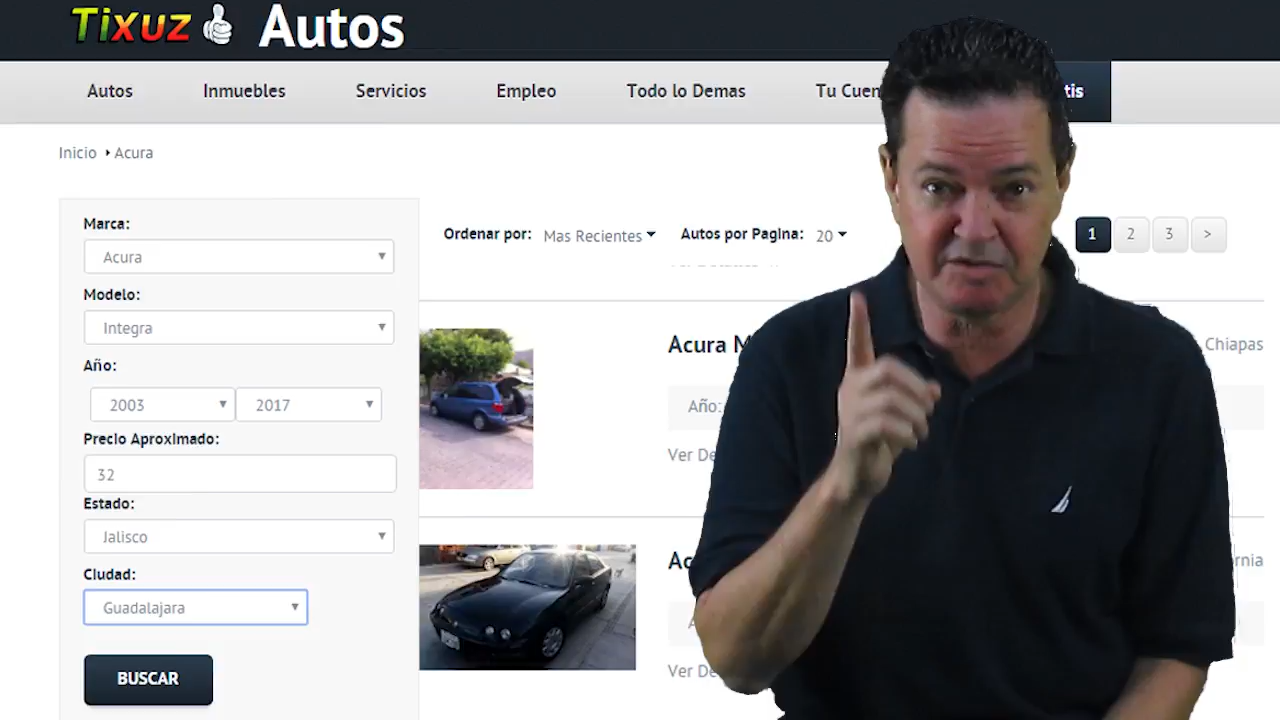 Tixuz Autos
Autos Inmuebles Servicios Empleo Todo lo Demas Tu Cuen tis
Inicio Acura
Marca:
Acura
Modelo:
Integra
Año:
2003 2017
Precio Aproximado:
32
Estado:
Jalisco
Ciudad:
Guadalajara
BUSCAR
Ordenar por: Mas Recientes Autos por Pagina: 20 1 2 3 >
Acura M Chiapas
Año:
Ver De
Ac rnia
A
Ver De